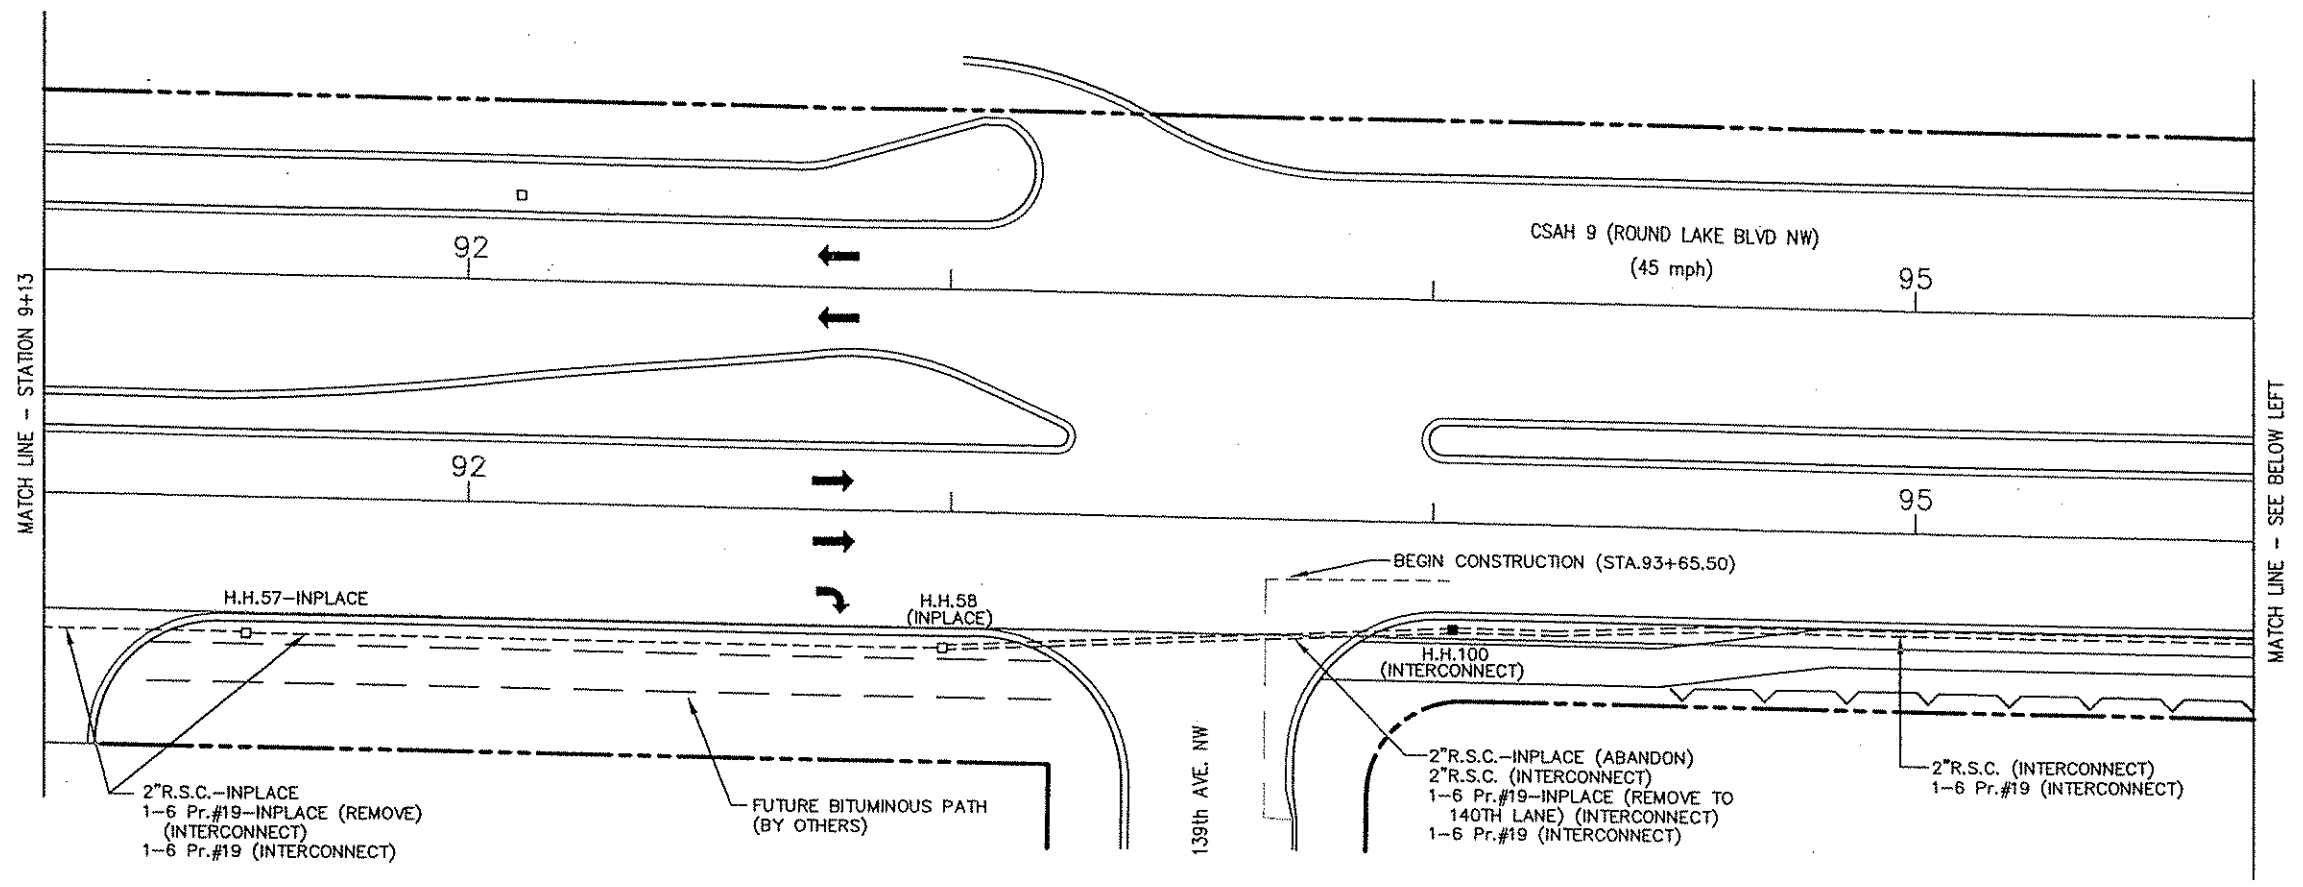 MATCH LINE - STATION 9+13
92
CSAH 9 (ROUND LAKE BLVD NW)
(45 mph)
95
92
95
MATCH LINE - SEE BELOW LEFT
BEGIN CONSTRUCTION (STA.93+65.50)
H.H.57-INPLACE
H.H.58
(INPLACE)
H.H.100
(INTERCONNECT)
2"R.S.C.-INPLACE
1-6 Pr.#19-INPLACE (REMOVE)
(INTERCONNECT)
1-6 Pr.#19 (INTERCONNECT)
FUTURE BITUMINOUS PATH
(BY OTHERS)
139th AVE. NW
2"R.S.C.-INPLACE (ABANDON)
2"R.S.C. (INTERCONNECT)
1-6 Pr.#19-INPLACE (REMOVE TO
140TH LANE) (INTERCONNECT)
1-6 Pr.#19 (INTERCONNECT)
2"R.S.C. (INTERCONNECT)
1-6 Pr.#19 (INTERCONNECT)